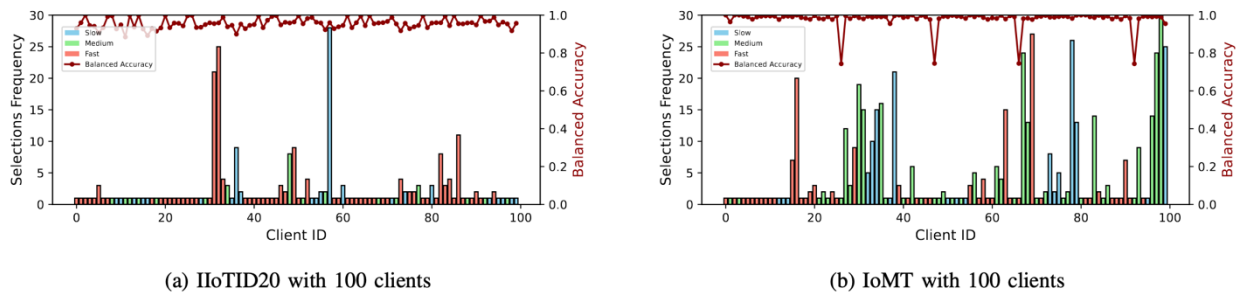 30
25
20
15
10
5
0
Selections Frequency
Slow
Medium
Fast
Balanced Accuracy
1.0
0.8
0.6
0.4
0.2
0.0
Balanced Accuracy
0
20
40
60
80
100
Client ID
(a) IIoTID20 with 100 clients
30
25
20
15
10
5
0
Selections Frequency
Slow
Medium
Fast
Balanced Accuracy
1.0
0.8
0.6
0.4
0.2
0.0
Balanced Accuracy
0
20
40
60
80
100
Client ID
(b) IoMT with 100 clients